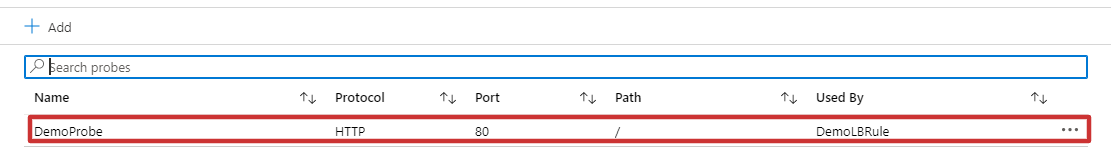 + Add
Search probes
Name Protocol Port Path Used By
DemoProbe HTTP 80 / DemoLBRule ...